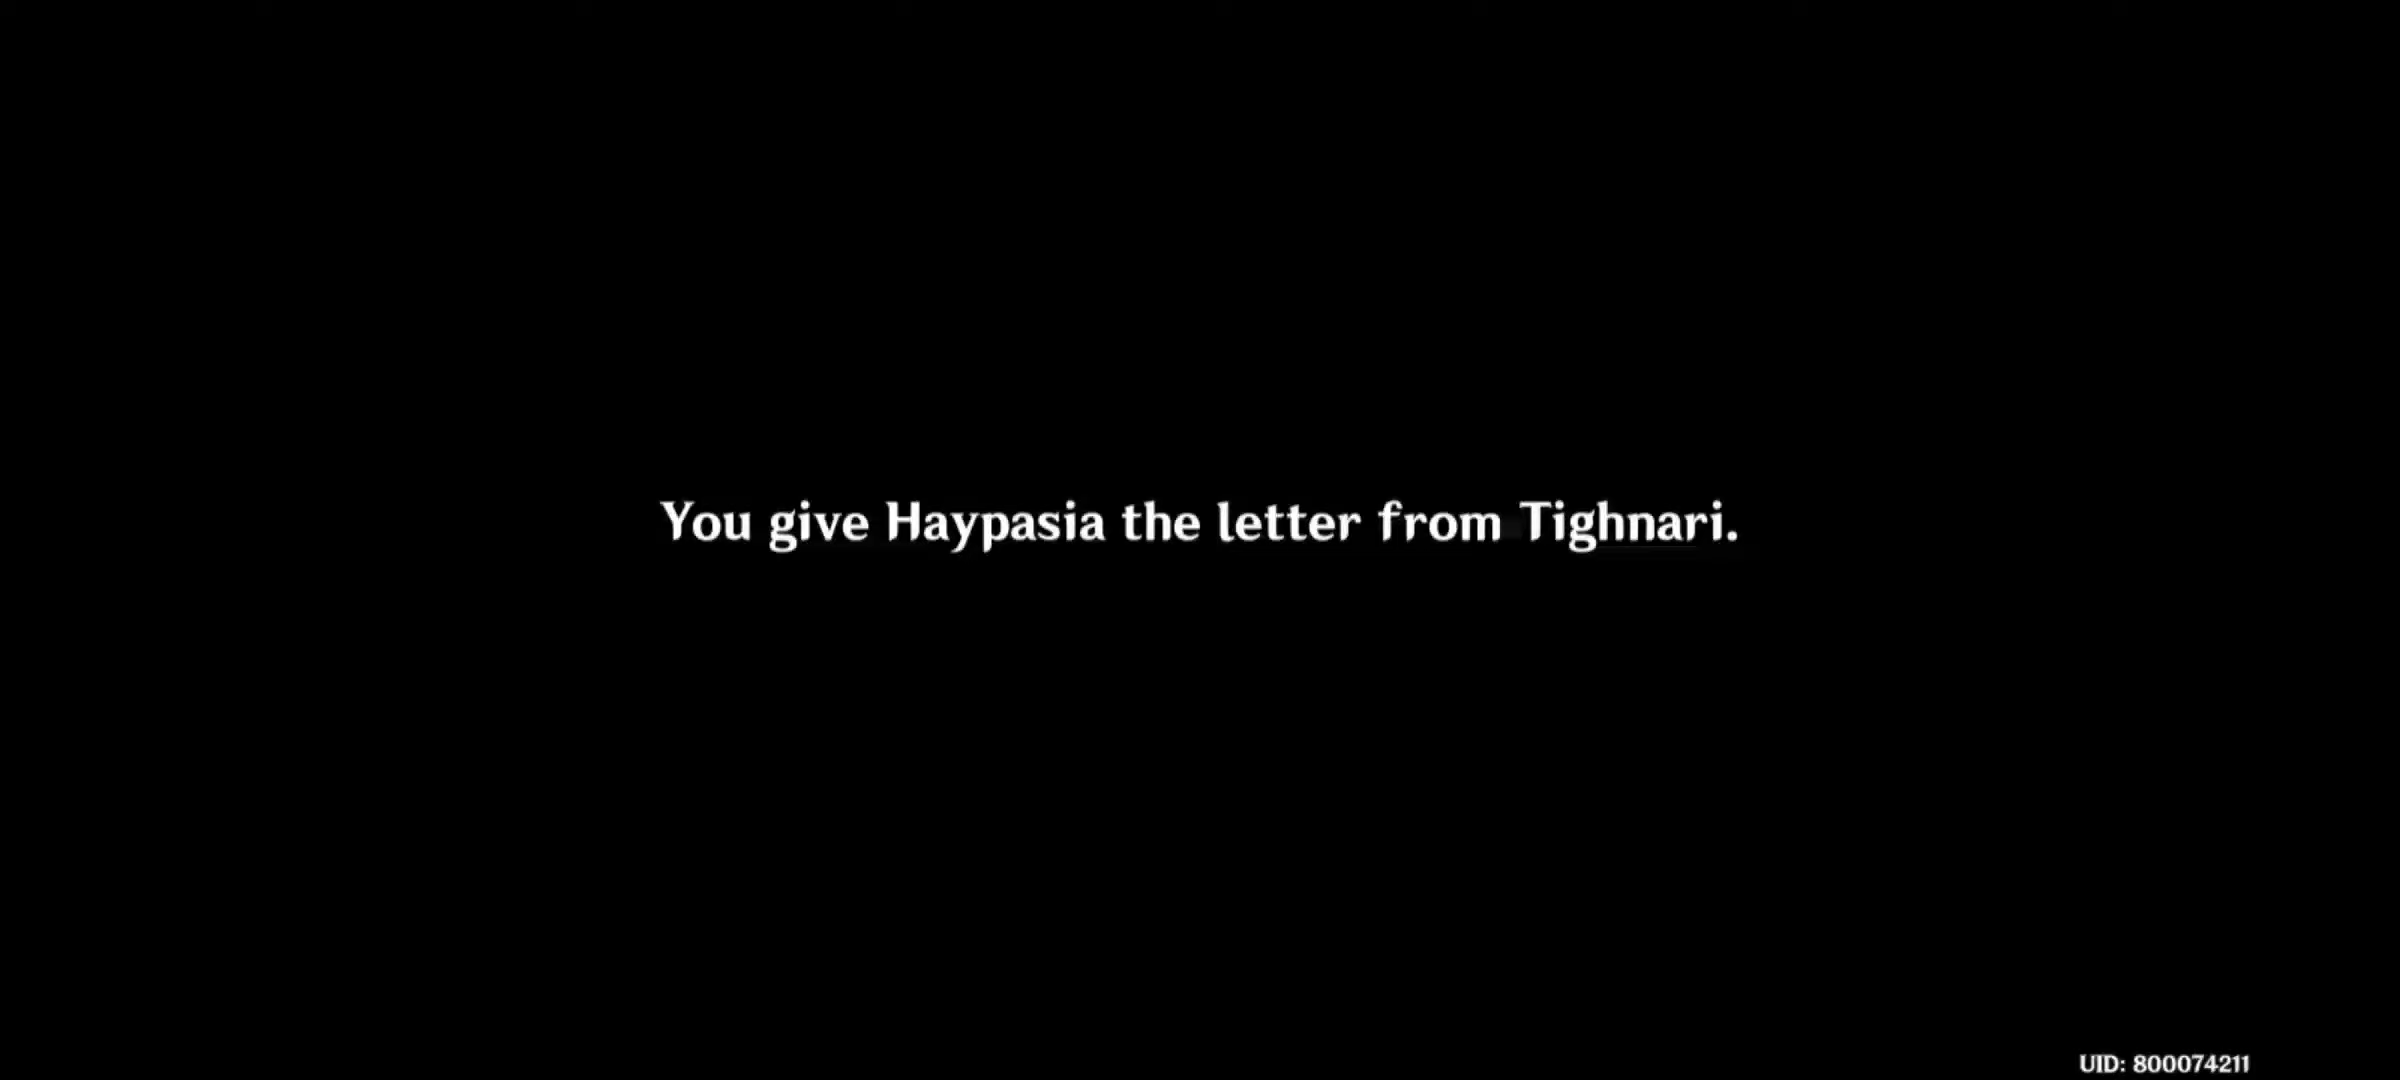 You give Haypasia the letter from Tighnari.
UID: 800074211